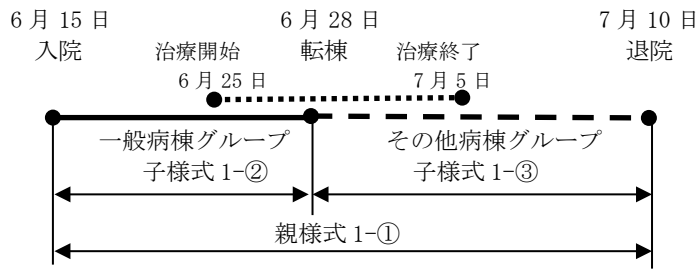 6 月 15 日 6 月 28 日 7 月 10 日
入院 治療開始 転棟 治療終了 退院
6 月 25 日 7 月 5 日
一般病棟グループ その他病棟グループ
子様式 1-② 子様式 1-③
親様式 1-①